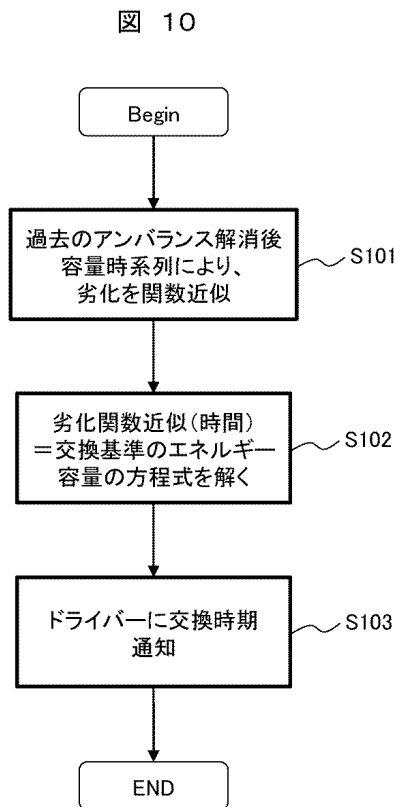 図 10
Begin
過去のアンバランス解消後
容量時系列により、
劣化を関数近似
S101
劣化関数近似(時間)
=交換基準のエネルギー
容量の方程式を解く
S102
ドライバーに交換時期
通知
S103
END